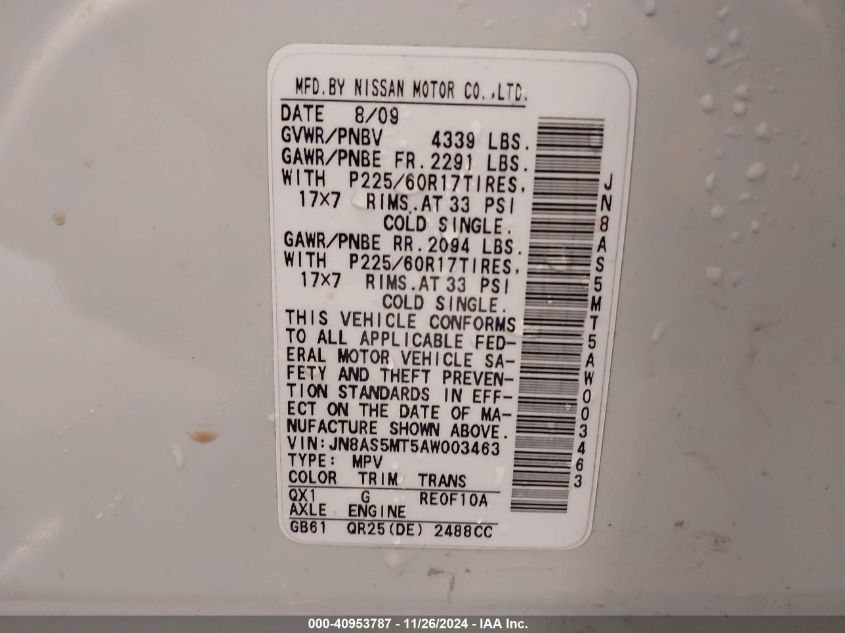 MFD.BY NISSAN MOTOR CO.,LTD.
DATE 8/09
GVWR/PNBV 4339 LBS.
GAWR/PNBE FR.2291 LBS.
WITH P225/60R17TIRES,
17×7 RIMS.AT 33 PSI
COLD SINGLE.
GAWR/PNBE RR.2094 LBS.
WITH P225/60R17TIRES,
17×7 RIMS.AT 33 PSI
COLD SINGLE.
THIS VEHICLE CONFORMS
TO ALL APPLICABLE FED-
ERAL MOTOR VEHICLE SA-
FETY AND THEFT PREVEN-
TION STANDARDS IN EFF-
ECT ON THE DATE OF MA-
NUFACTURE SHOWN ABOVE.
VIN:JN8AS5MT5AW003463
TYPE: MPV
COLOR TRIM TRANS
QX1 G RE0F10A
AXLE ENGINE
GB61 QR25(DE) 2488CC
JN8AS5MT5AW003463
000-40953787 - 11/26/2024 - IAA Inc.